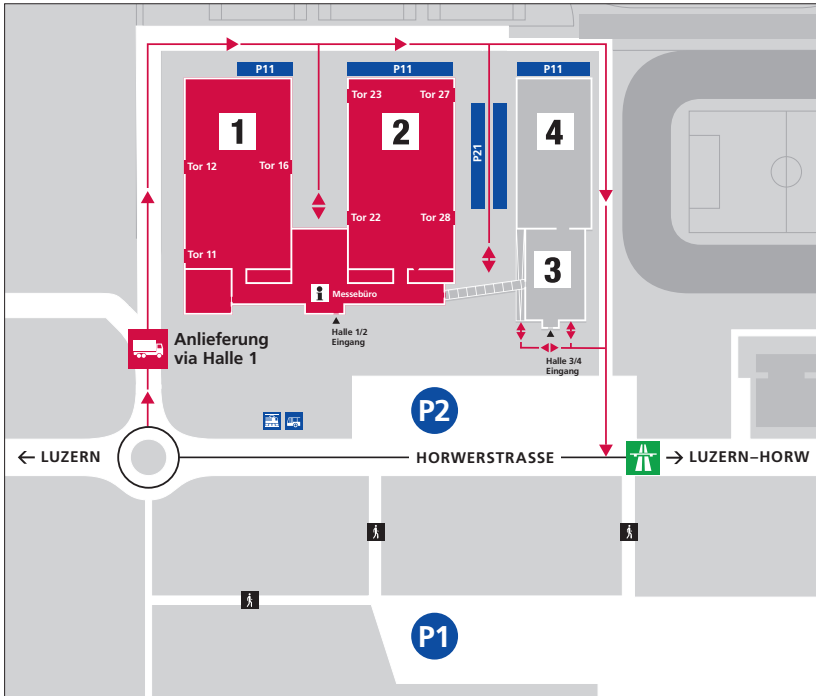 P11
P11
P11
Tor 23
Tor 27
1
2
4
P21
Tor 12
Tor 16
Tor 22
Tor 28
Tor 11
3
i
Messebüro
Halle 1/2
Eingang
Anlieferung
via Halle 1
Halle 3/4
Eingang
P2
← LUZERN
HORWERSTRASSE
→ LUZERN–HORW
P1